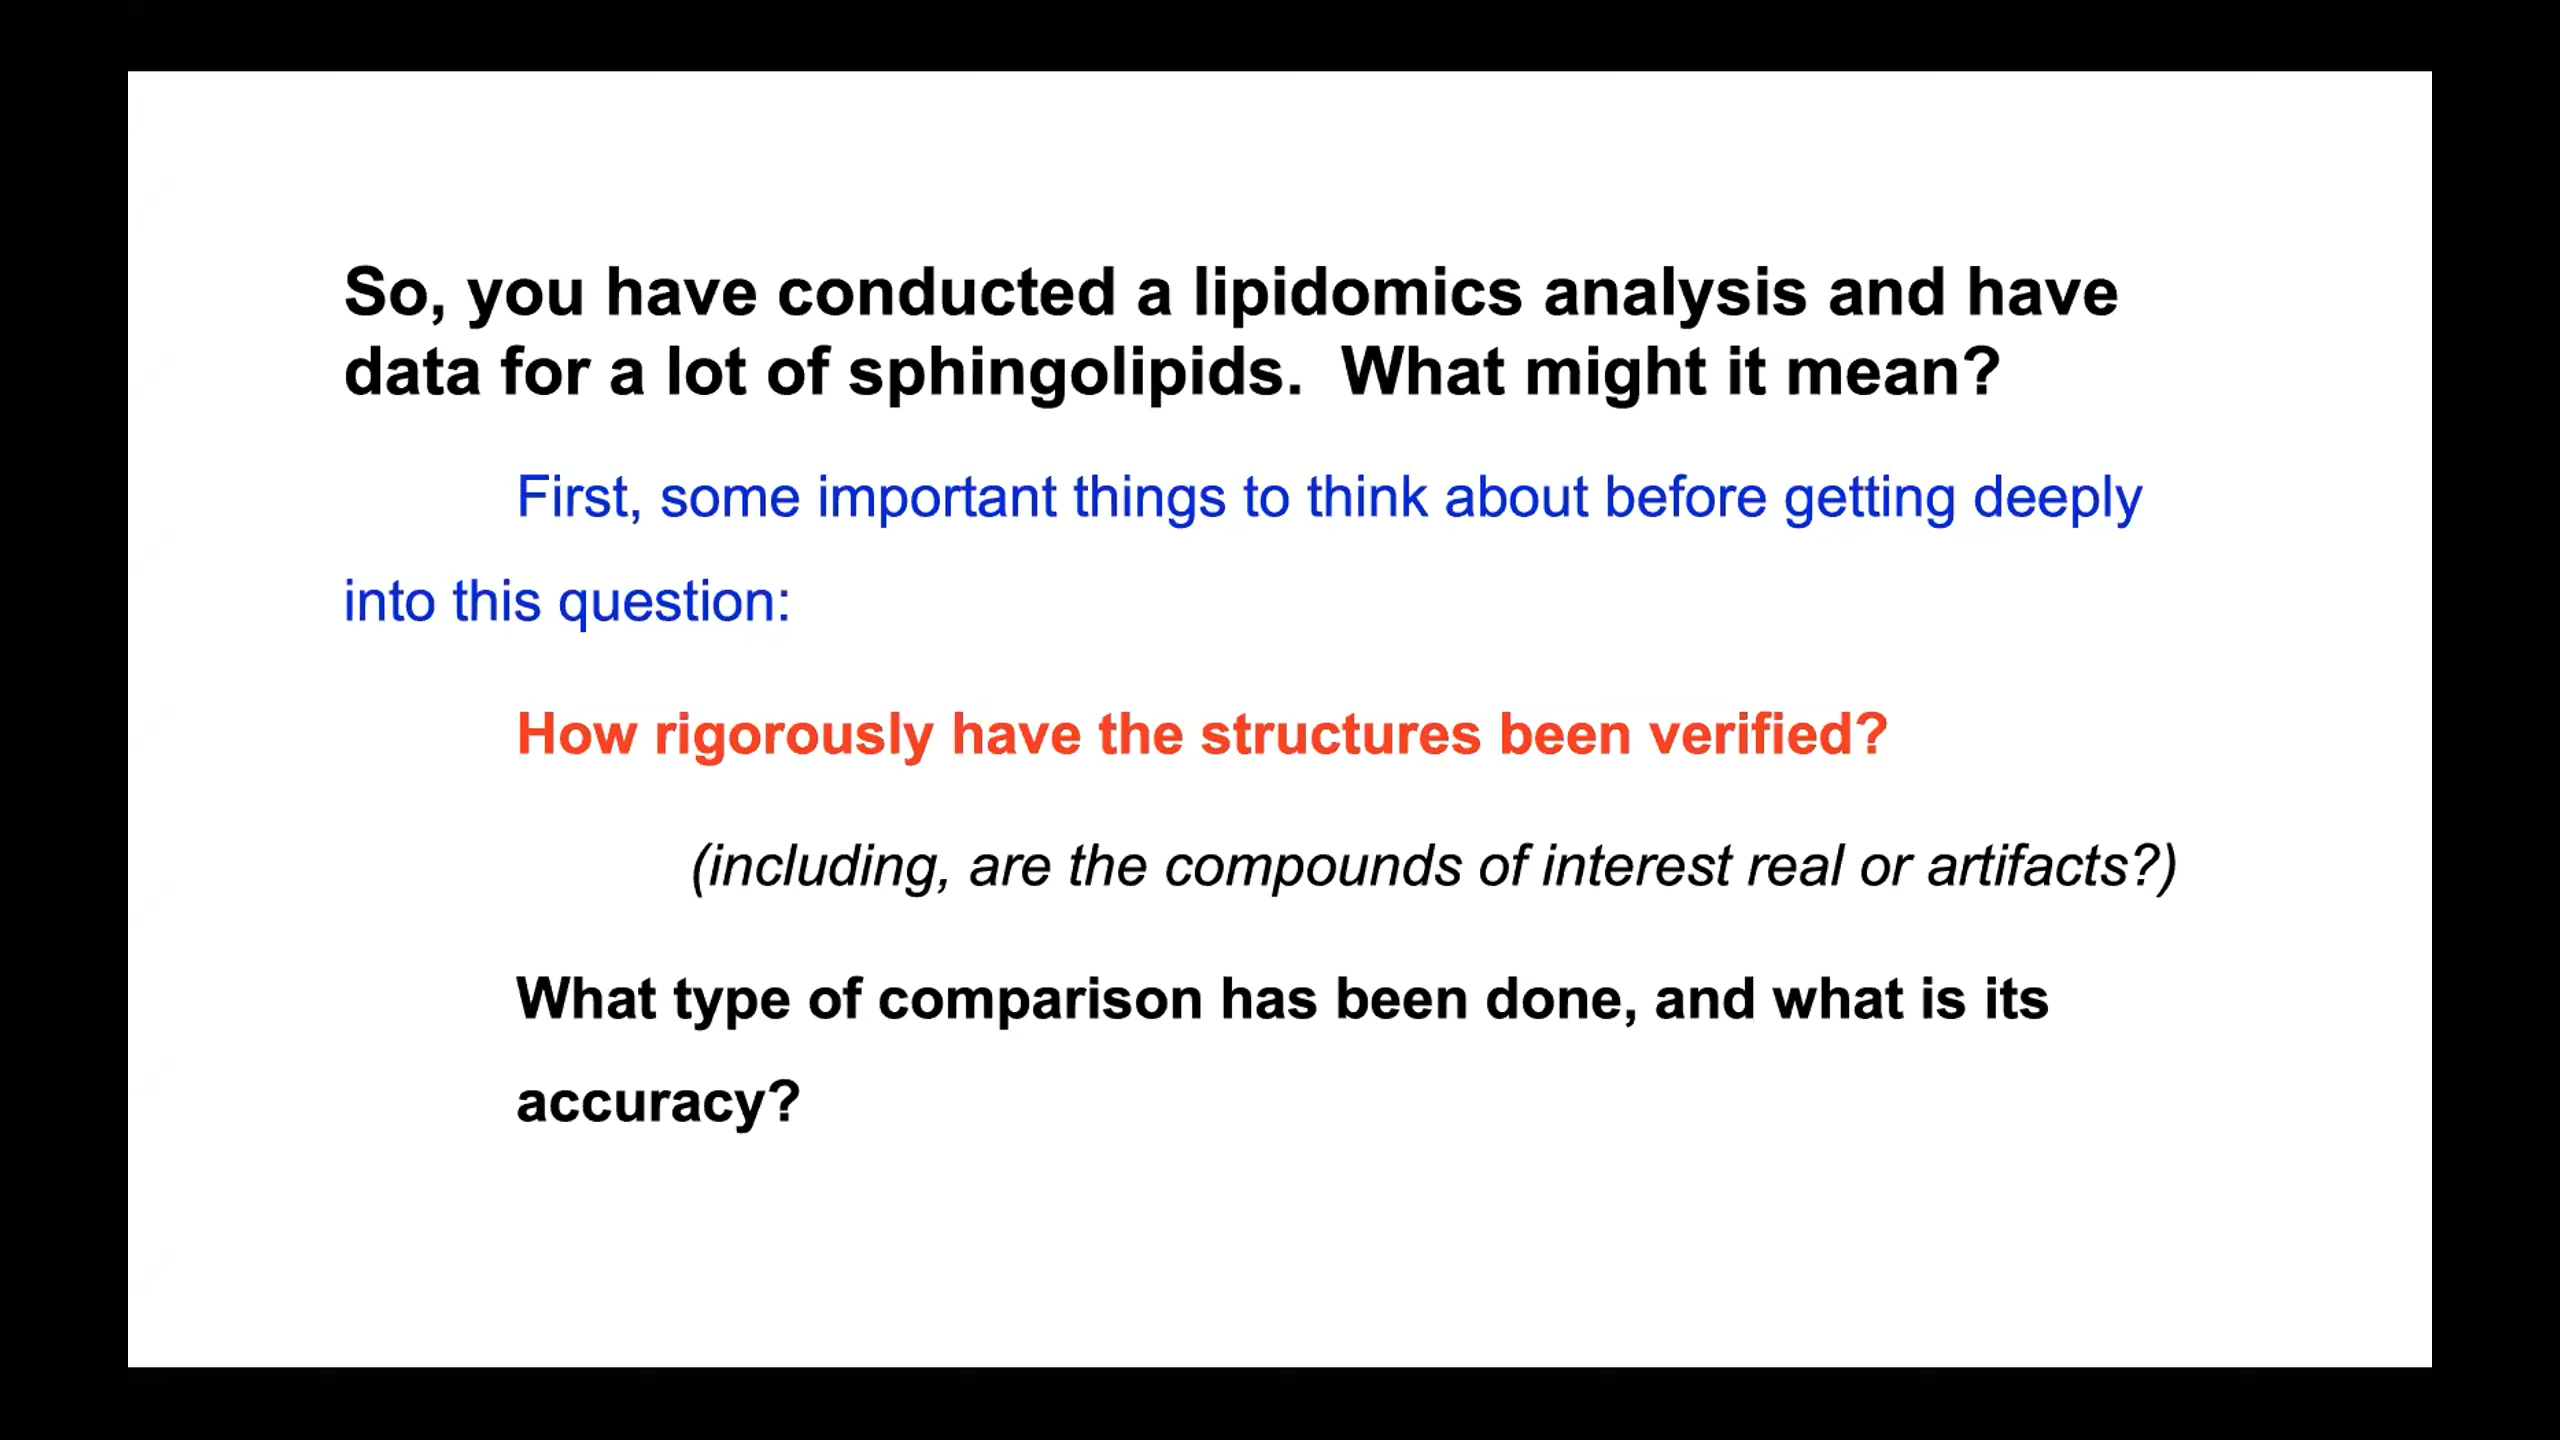 So, you have conducted a lipidomics analysis and have
data for a lot of sphingolipids.  What might it mean?
First, some important things to think about before getting deeply
into this question:
How rigorously have the structures been verified?
(including, are the compounds of interest real or artifacts?)
What type of comparison has been done, and what is its
accuracy?